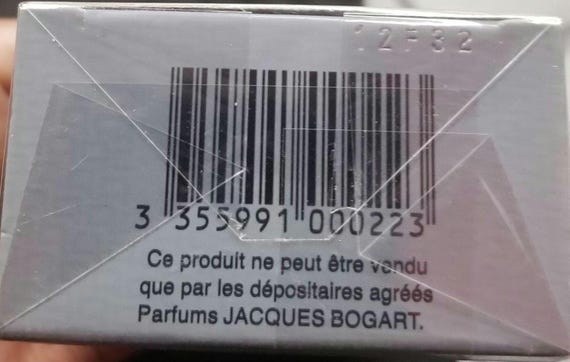 12F32
3 355991 000223
Ce produit ne peut être vendu
que par les dépositaires agréés
Parfums JACQUES BOGART.